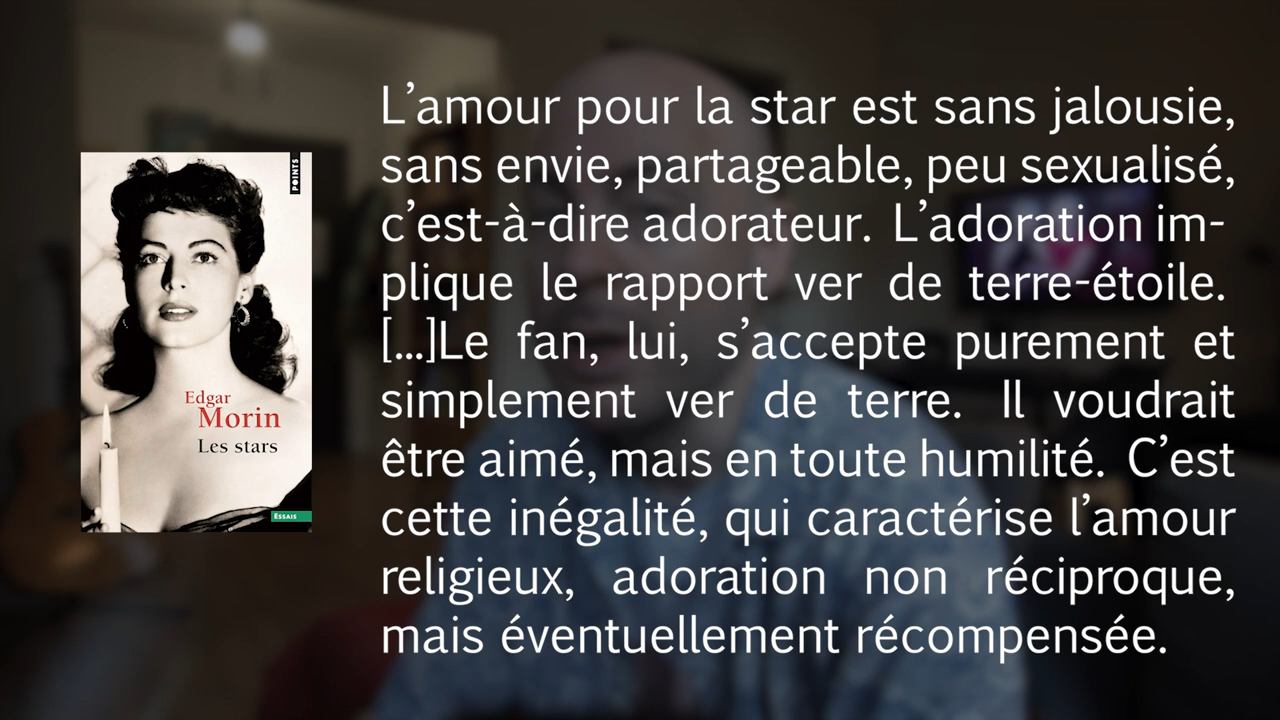 POINTS
Edgar
Morin
Les stars
ESSAIS
L’amour pour la star est sans jalousie,
sans envie, partageable, peu sexualisé,
c’est-à-dire adorateur. L’adoration im-
plique le rapport ver de terre-étoile.
[...]Le fan, lui, s’accepte purement et
simplement ver de terre. Il voudrait
être aimé, mais en toute humilité. C’est
cette inégalité, qui caractérise l’amour
religieux, adoration non réciproque,
mais éventuellement récompensée.